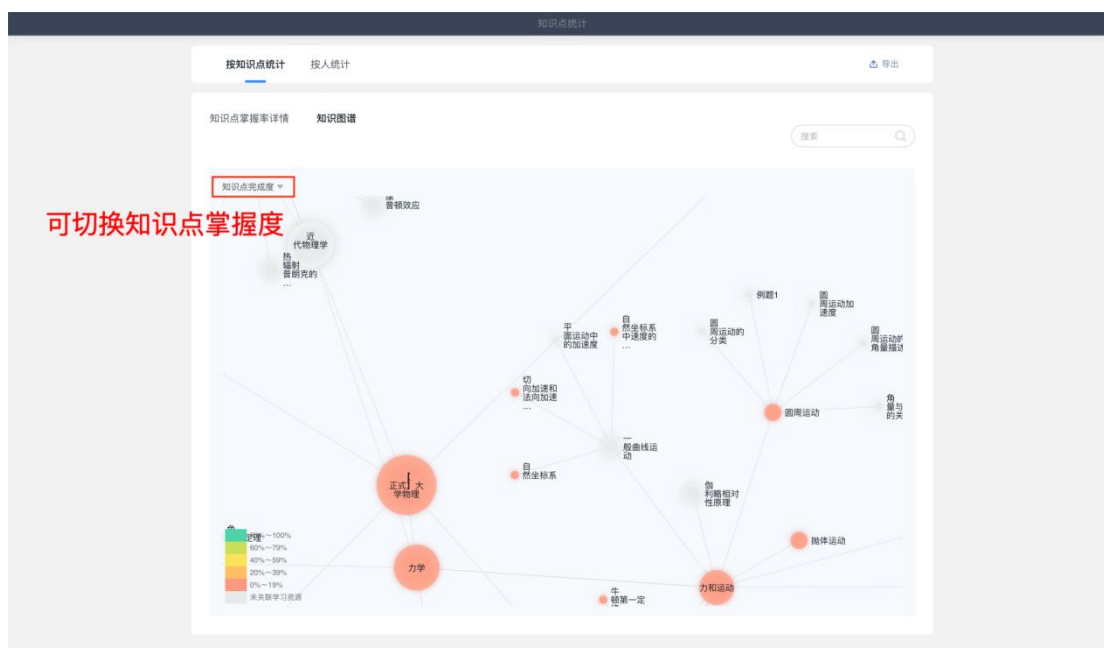 知识点统计
按知识点统计
按人统计
导出
知识点掌握率详情
知识图谱
搜索
知识点完成度
可切换知识点掌握度
普顿效应
近
代物理学
热
辐射
普朗克的
...
例题1
圆
周运动加
速度
圆
周运动的
角量描述
圆
周运动的
分类
自
然坐标系
中速度的
...
平
面运动中
的加速度
切
向加速和
法向加速
...
圆周运动
角
量与
的关
一
般曲线运
动
自
然坐标系
伽
利略相对
性原理
正式】大
学物理
抛体运动
力学
力和运动
牛
顿第一定
~100%
60%~79%
40%~59%
20%~39%
0%~19%
未关联学习资源